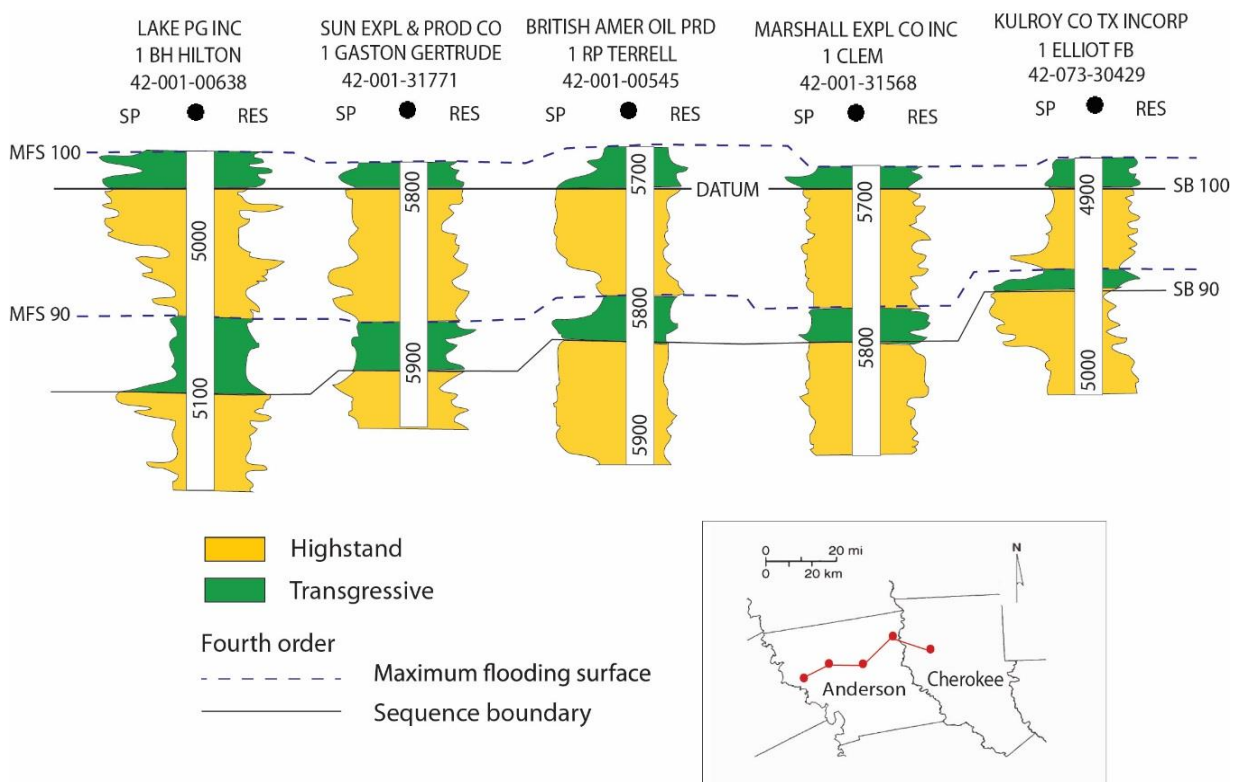 LAKE PG INC
1 BH HILTON
42-001-00638
SUN EXPL & PROD CO
1 GASTON GERTRUDE
42-001-31771
BRITISH AMER OIL PRD
1 RP TERRELL
42-001-00545
MARSHALL EXPL CO INC
1 CLEM
42-001-31568
KULROY CO TX INCORP
1 ELLIOT FB
42-073-30429
SP RES
SP RES
SP RES
SP RES
SP RES
MFS 100
5800
5700
5700
4900
DATUM
SB 100
5000
MFS 90
5800
SB 90
5100
5900
5800
5000
5900
Highstand
Transgressive
Fourth order
Maximum flooding surface
Sequence boundary
0 20 mi
0 20 km
N
Anderson
Cherokee